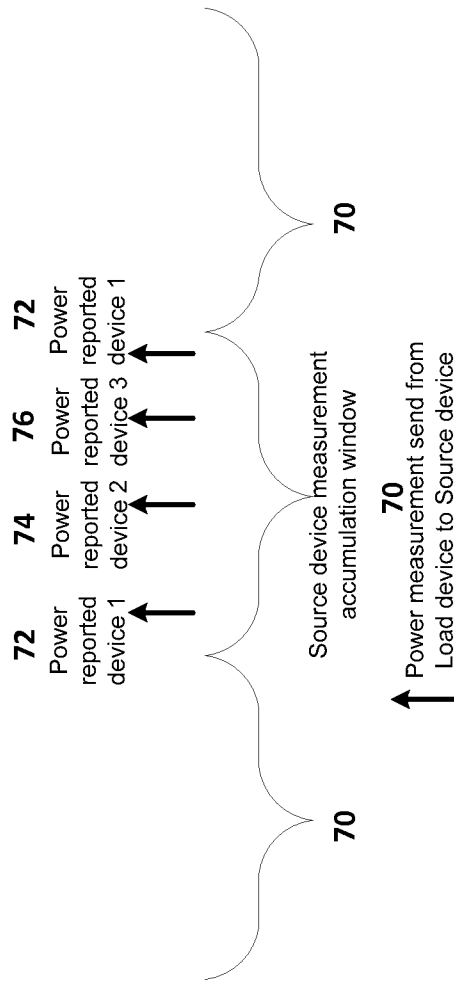 72
Power
reported
device 1
74
Power
reported
device 2
76
Power
reported
device 3
72
Power
reported
device 1
70
Source device measurement
accumulation window
70
70
Power measurement send from
Load device to Source device